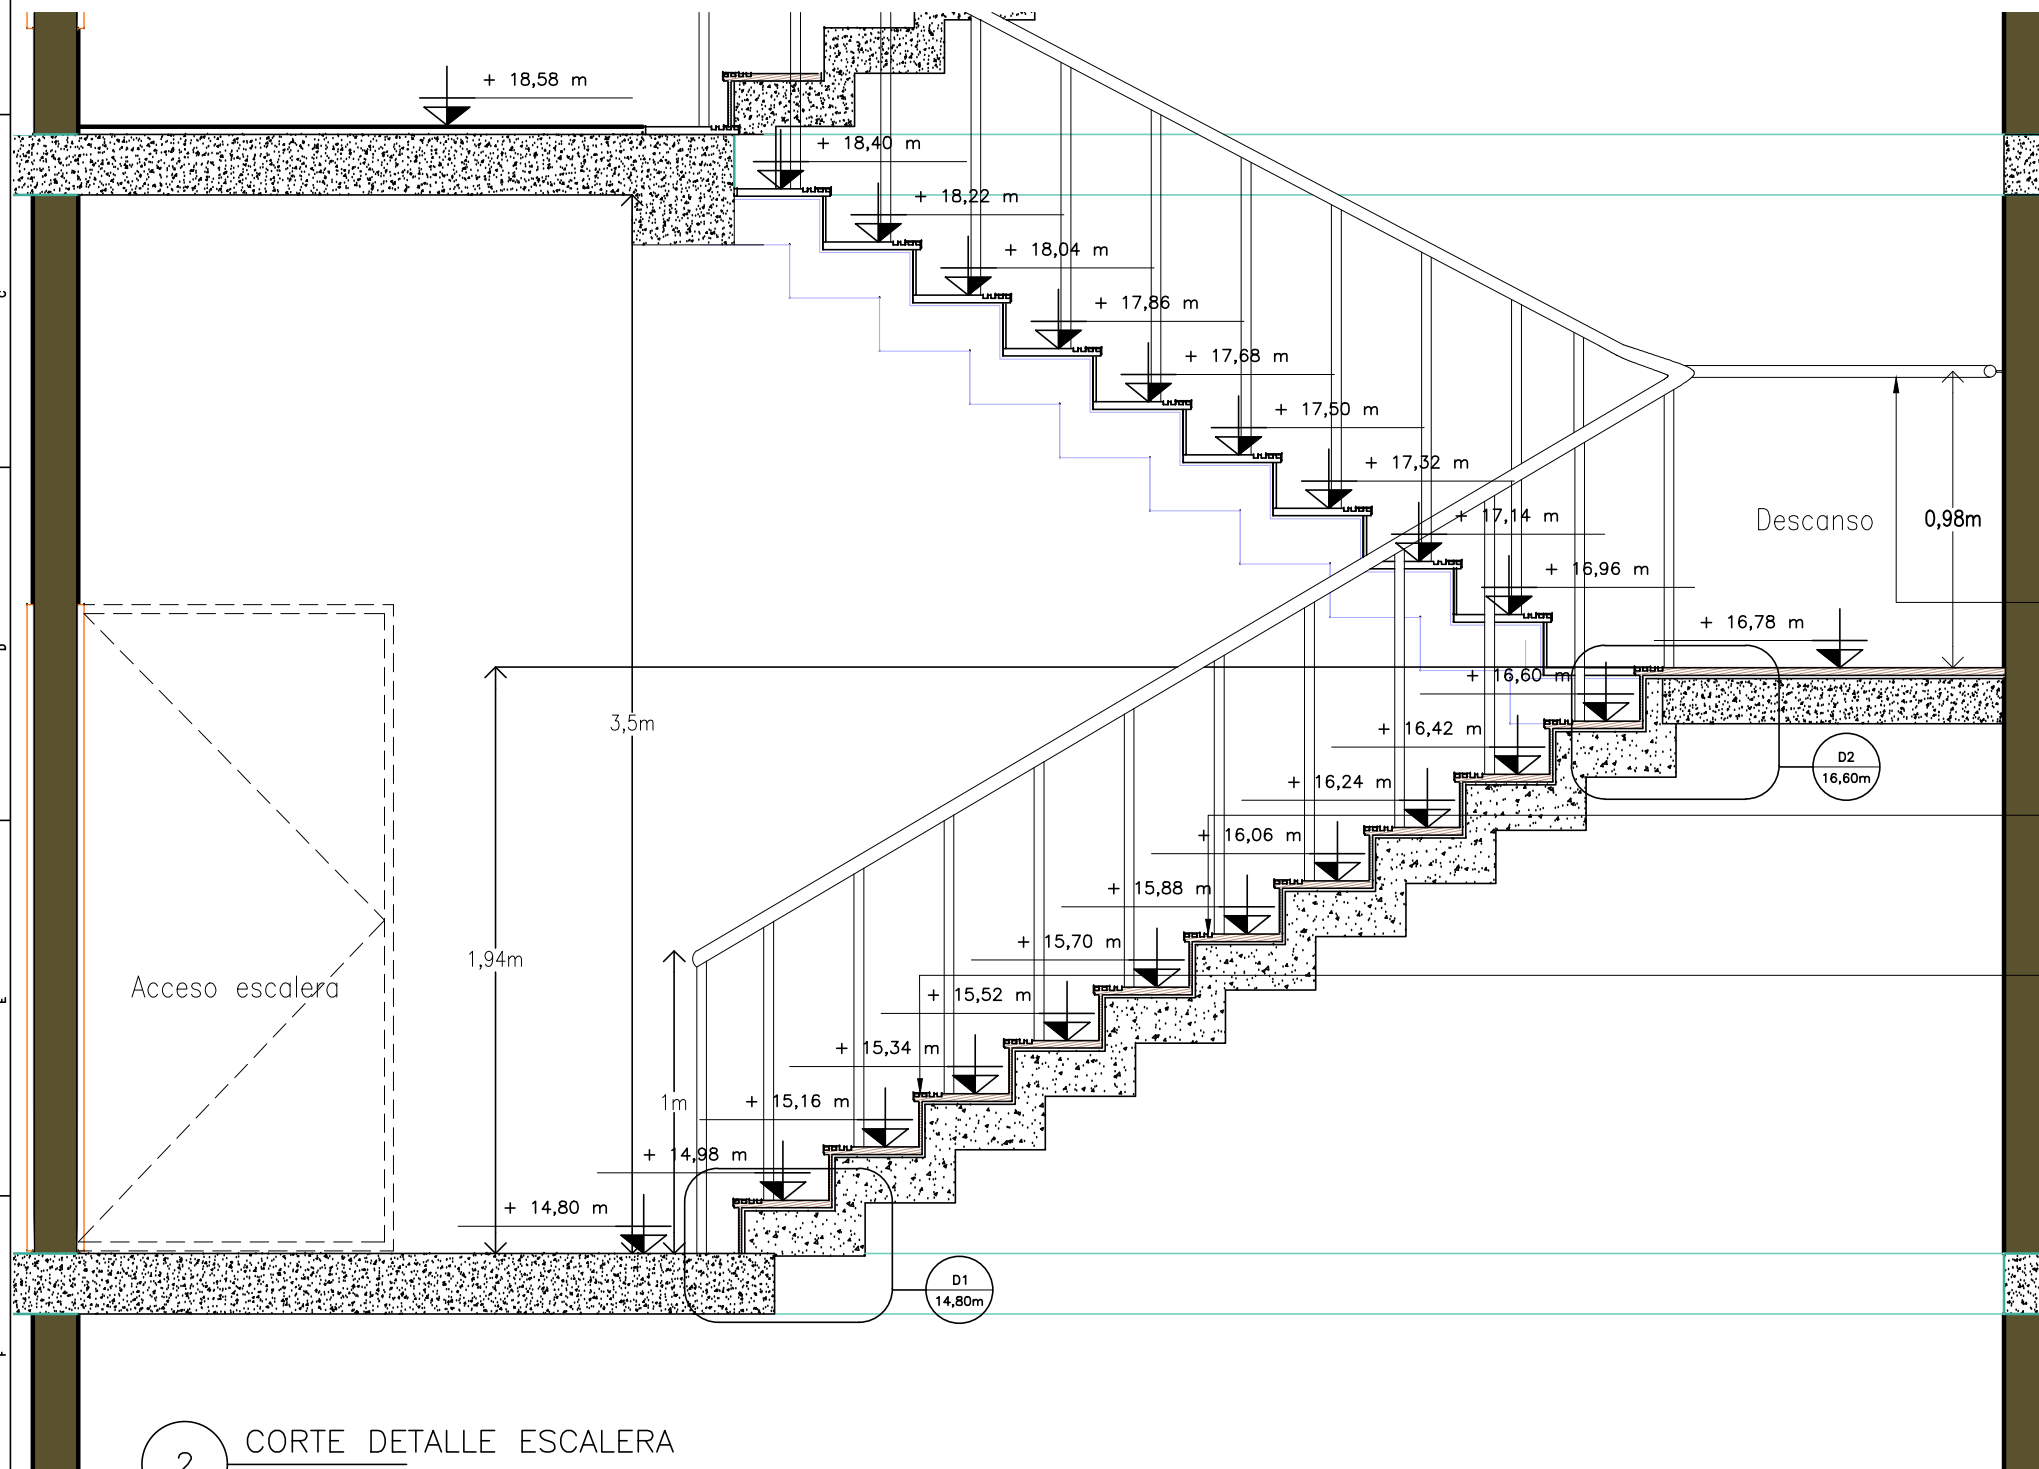 + 18,58 m
+ 18,40 m
+ 18,22 m
+ 18,04 m
C
+ 17,86 m
+ 17,68 m
+ 17,50 m
+ 17,32 m
+ 17,14 m
Descanso
0,98m
+ 16,96 m
+ 16,78 m
D
+ 16,60 m
3,5m
+ 16,42 m
D2
16,60m
+ 16,24 m
+ 16,06 m
+ 15,88 m
+ 15,70 m
1,94m
Acceso escalera
+ 15,52 m
E
+ 15,34 m
1m
+ 15,16 m
+ 14,98 m
+ 14,80 m
D1
14,80m
F
2
CORTE DETALLE ESCALERA